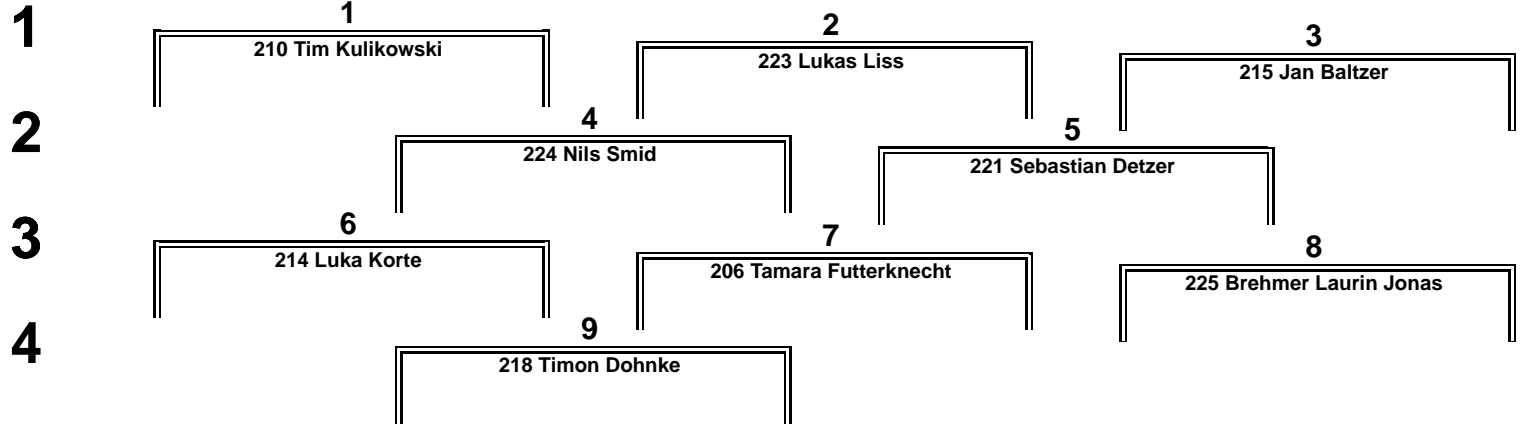 1
1
2
3
210 Tim Kulikowski
223 Lukas Liss
215 Jan Baltzer
2
4
5
224 Nils Smid
221 Sebastian Detzer
3
6
7
8
214 Luka Korte
206 Tamara Futterknecht
225 Brehmer Laurin Jonas
4
9
218 Timon Dohnke